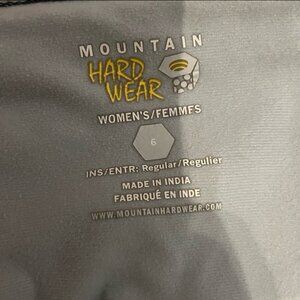 MOUNTAIN
HARD
WEAR
WOMEN'S/FEMMES
6
INS/ENTR: Regular/Regulier
MADE IN INDIA
FABRIQUÉ EN INDE
WWW.MOUNTAINHARDWEAR.COM